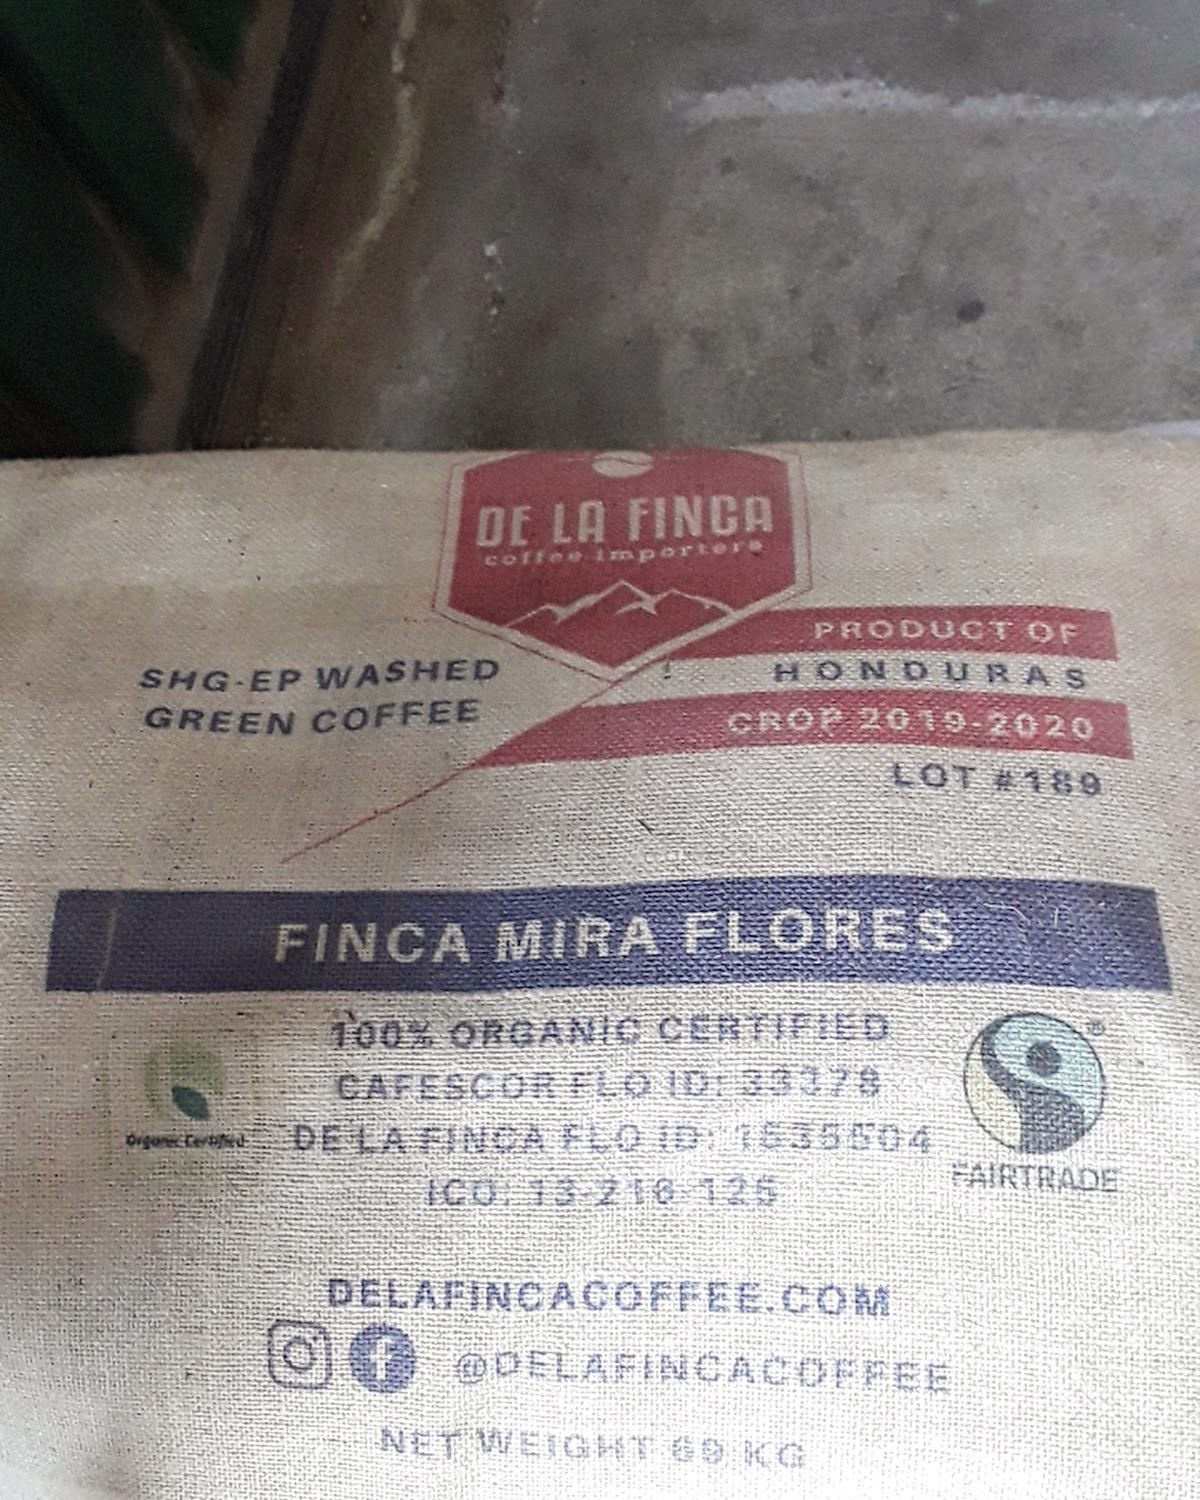 DE LA FINCA
coffee importers
PRODUCT OF
HONDURAS
CROP 2019-2020
LOT #189
SHG-EP WASHED
GREEN COFFEE
FINCA MIRA FLORES
100% ORGANIC CERTIFIED
CAFESCOR FLO ID: 33378
DE LA FINCA FLO ID: 1535504
ICO: 13-216-125
Organic Certified
FAIRTRADE
DELAFINCACOFFEE.COM
@DELAFINCACOFFEE
NET WEIGHT 69 KG